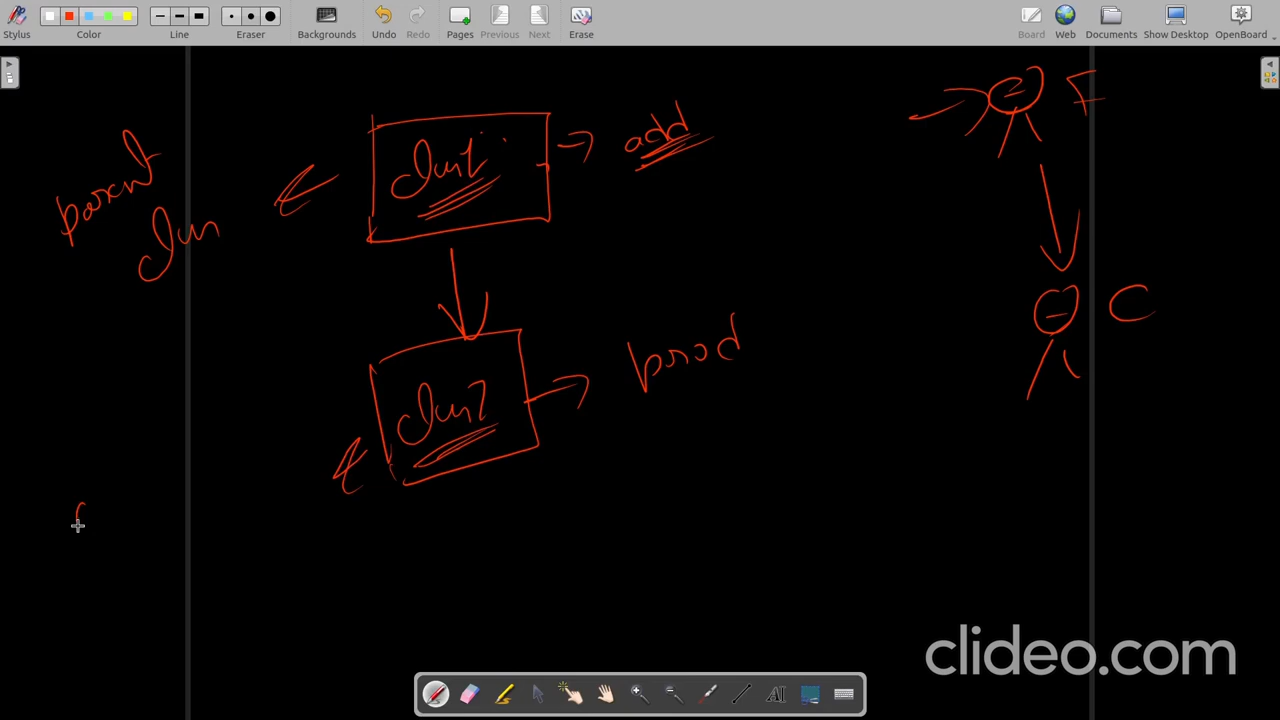 Stylus Color Line Eraser Backgrounds Undo Redo Pages Previous Next Erase Board Web Documents Show Desktop OpenBoard
add
parent
F
C
prod
clideo.com